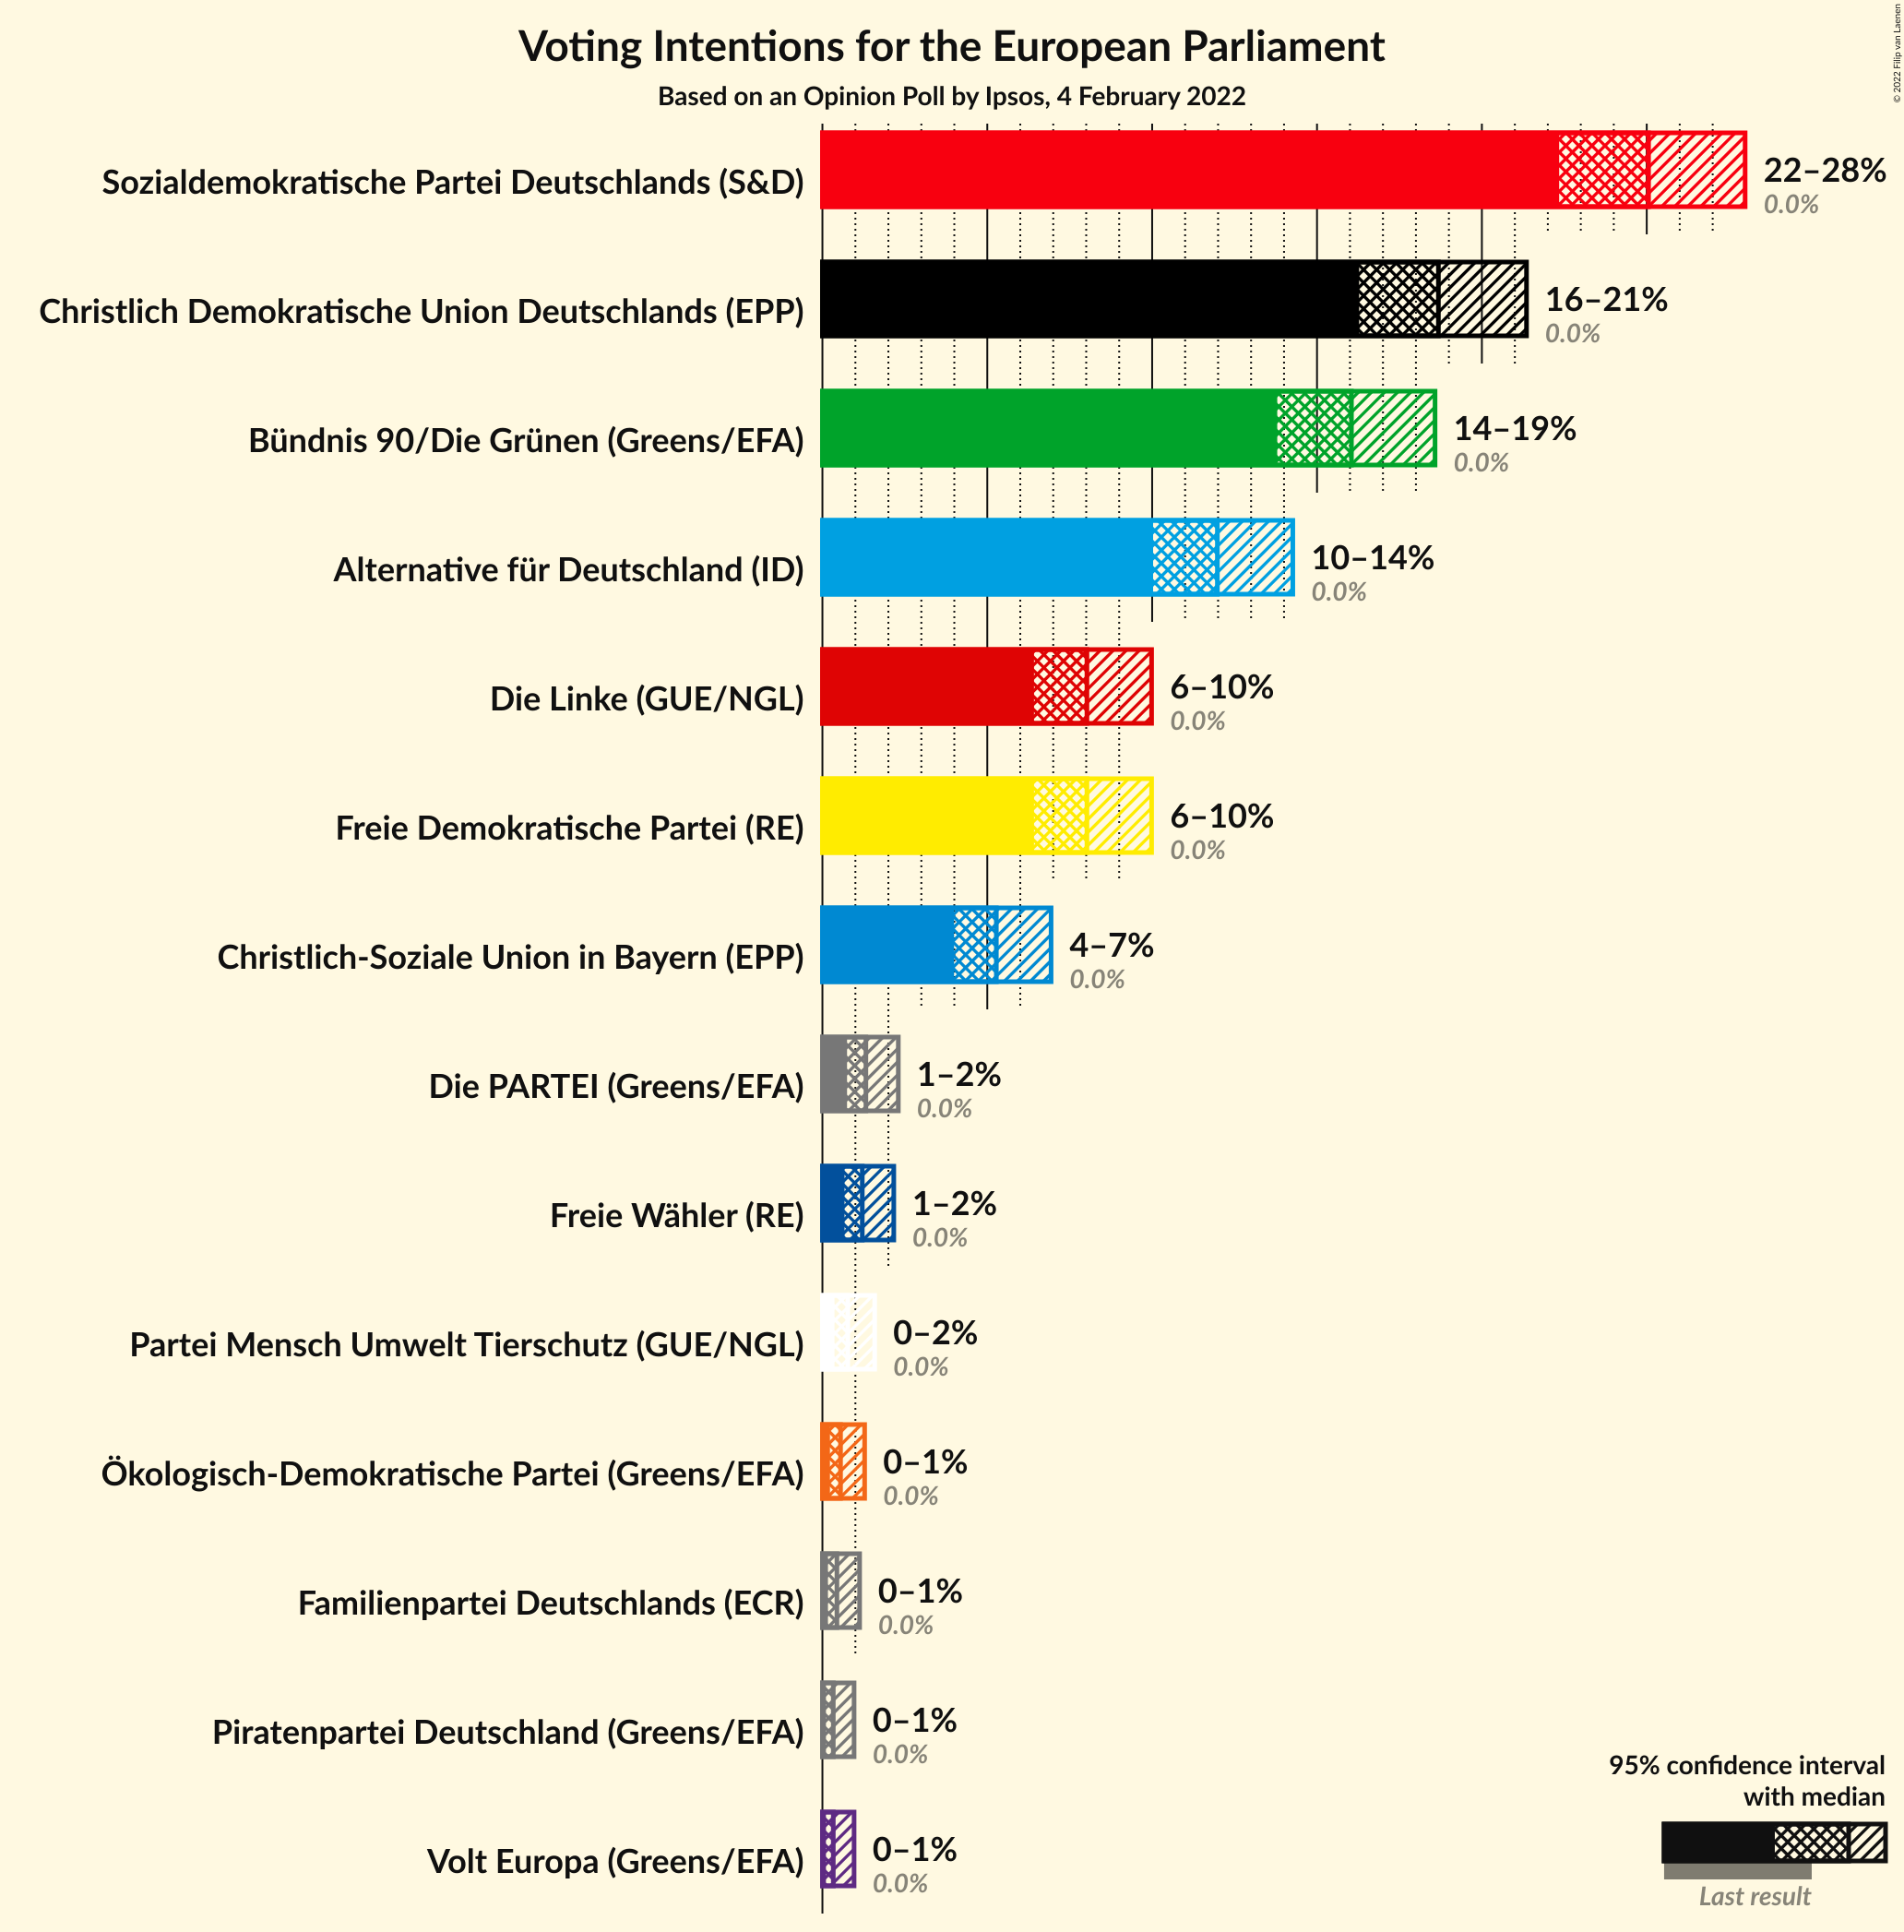 Voting Intentions for the European Parliament
Based on an Opinion Poll by Ipsos, 4 February 2022
© 2022 Filip van Laenen
Sozialdemokratische Partei Deutschlands (S&D)
22–28%
0.0%
Christlich Demokratische Union Deutschlands (EPP)
16–21%
0.0%
Bündnis 90/Die Grünen (Greens/EFA)
14–19%
0.0%
Alternative für Deutschland (ID)
10–14%
0.0%
Die Linke (GUE/NGL)
6–10%
0.0%
Freie Demokratische Partei (RE)
6–10%
0.0%
Christlich-Soziale Union in Bayern (EPP)
4–7%
0.0%
Die PARTEI (Greens/EFA)
1–2%
0.0%
Freie Wähler (RE)
1–2%
0.0%
Partei Mensch Umwelt Tierschutz (GUE/NGL)
0–2%
0.0%
Ökologisch-Demokratische Partei (Greens/EFA)
0–1%
0.0%
Familienpartei Deutschlands (ECR)
0–1%
0.0%
Piratenpartei Deutschland (Greens/EFA)
0–1%
0.0%
Volt Europa (Greens/EFA)
0–1%
0.0%
95% confidence interval
with median
Last result